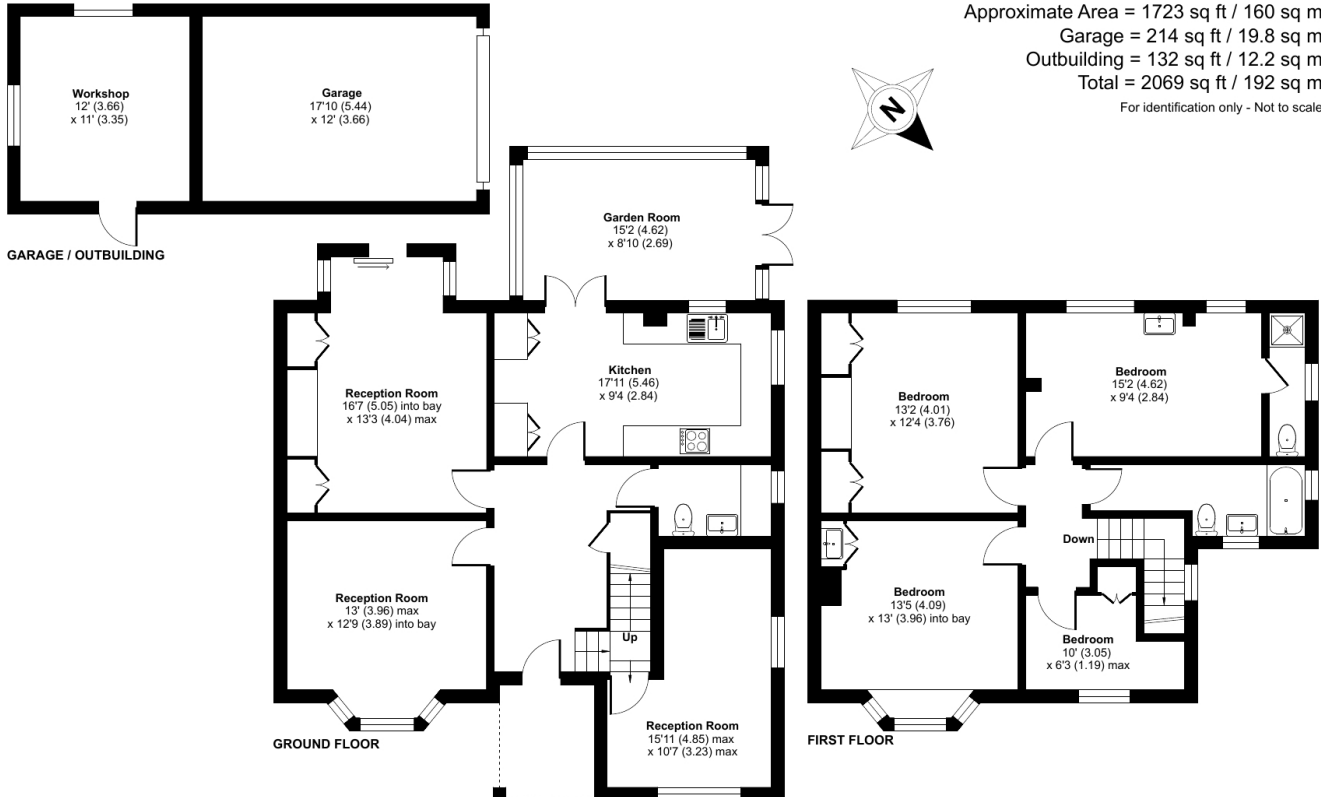 Approximate Area = 1723 sq ft / 160 sq m
Garage = 214 sq ft / 19.8 sq m
Outbuilding = 132 sq ft / 12.2 sq m
Total = 2069 sq ft / 192 sq m
For identification only - Not to scale
N
Workshop
12' (3.66)
x 11' (3.35)
Garage
17'10 (5.44)
x 12' (3.66)
GARAGE / OUTBUILDING
Garden Room
15'2 (4.62)
x 8'10 (2.69)
Reception Room
16'7 (5.05) into bay
x 13'3 (4.04) max
Kitchen
17'11 (5.46)
x 9'4 (2.84)
Reception Room
13' (3.96) max
x 12'9 (3.89) into bay
Up
Reception Room
15'11 (4.85) max
x 10'7 (3.23) max
GROUND FLOOR
Bedroom
13'2 (4.01)
x 12'4 (3.76)
Bedroom
15'2 (4.62)
x 9'4 (2.84)
Down
Bedroom
13'5 (4.09)
x 13' (3.96) into bay
Bedroom
10' (3.05)
x 6'3 (1.19) max
FIRST FLOOR